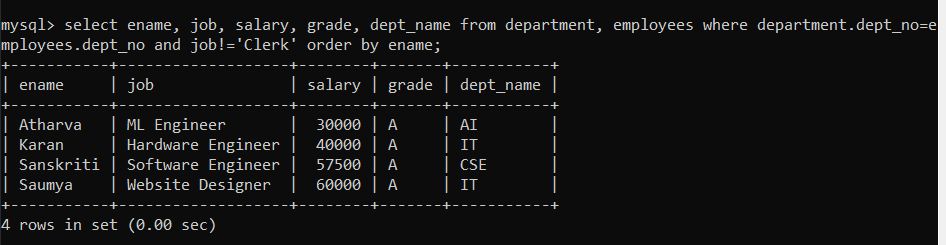 mysql> select ename, job, salary, grade, dept_name from department, employees where department.dept_no=e
mployees.dept_no and job!='Clerk' order by ename;
+-----------+-------------------+--------+-------+-----------+
| ename     | job               | salary | grade | dept_name |
+-----------+-------------------+--------+-------+-----------+
| Atharva   | ML Engineer       |  30000 | A     | AI        |
| Karan     | Hardware Engineer |  40000 | A     | IT        |
| Sanskriti | Software Engineer |  57500 | A     | CSE       |
| Saumya    | Website Designer  |  60000 | A     | IT        |
+-----------+-------------------+--------+-------+-----------+
4 rows in set (0.00 sec)